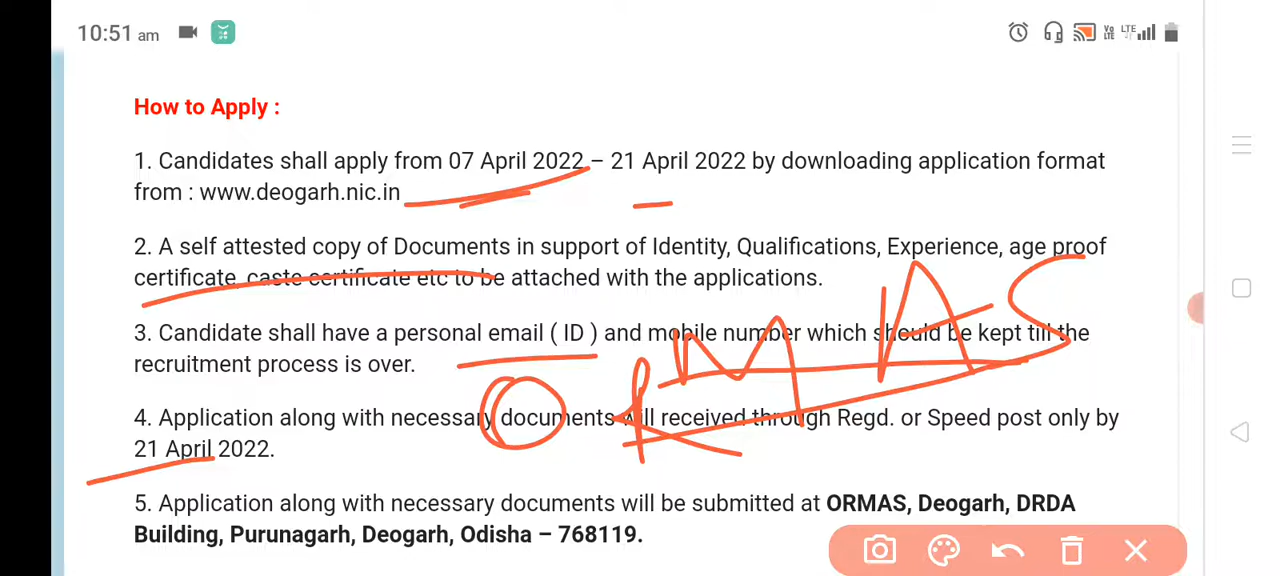 10:51 am
Vo LTE LTE
How to Apply :
1. Candidates shall apply from 07 April 2022 – 21 April 2022 by downloading application format
from : www.deogarh.nic.in
2. A self attested copy of Documents in support of Identity, Qualifications, Experience, age proof
certificate, caste certificate etc to be attached with the applications.
3. Candidate shall have a personal email ( ID ) and mobile number which should be kept till the
recruitment process is over.
ORMAS
4. Application along with necessary documents will received through Regd. or Speed post only by
21 April 2022.
5. Application along with necessary documents will be submitted at ORMAS, Deogarh, DRDA
Building, Purunagarh, Deogarh, Odisha – 768119.